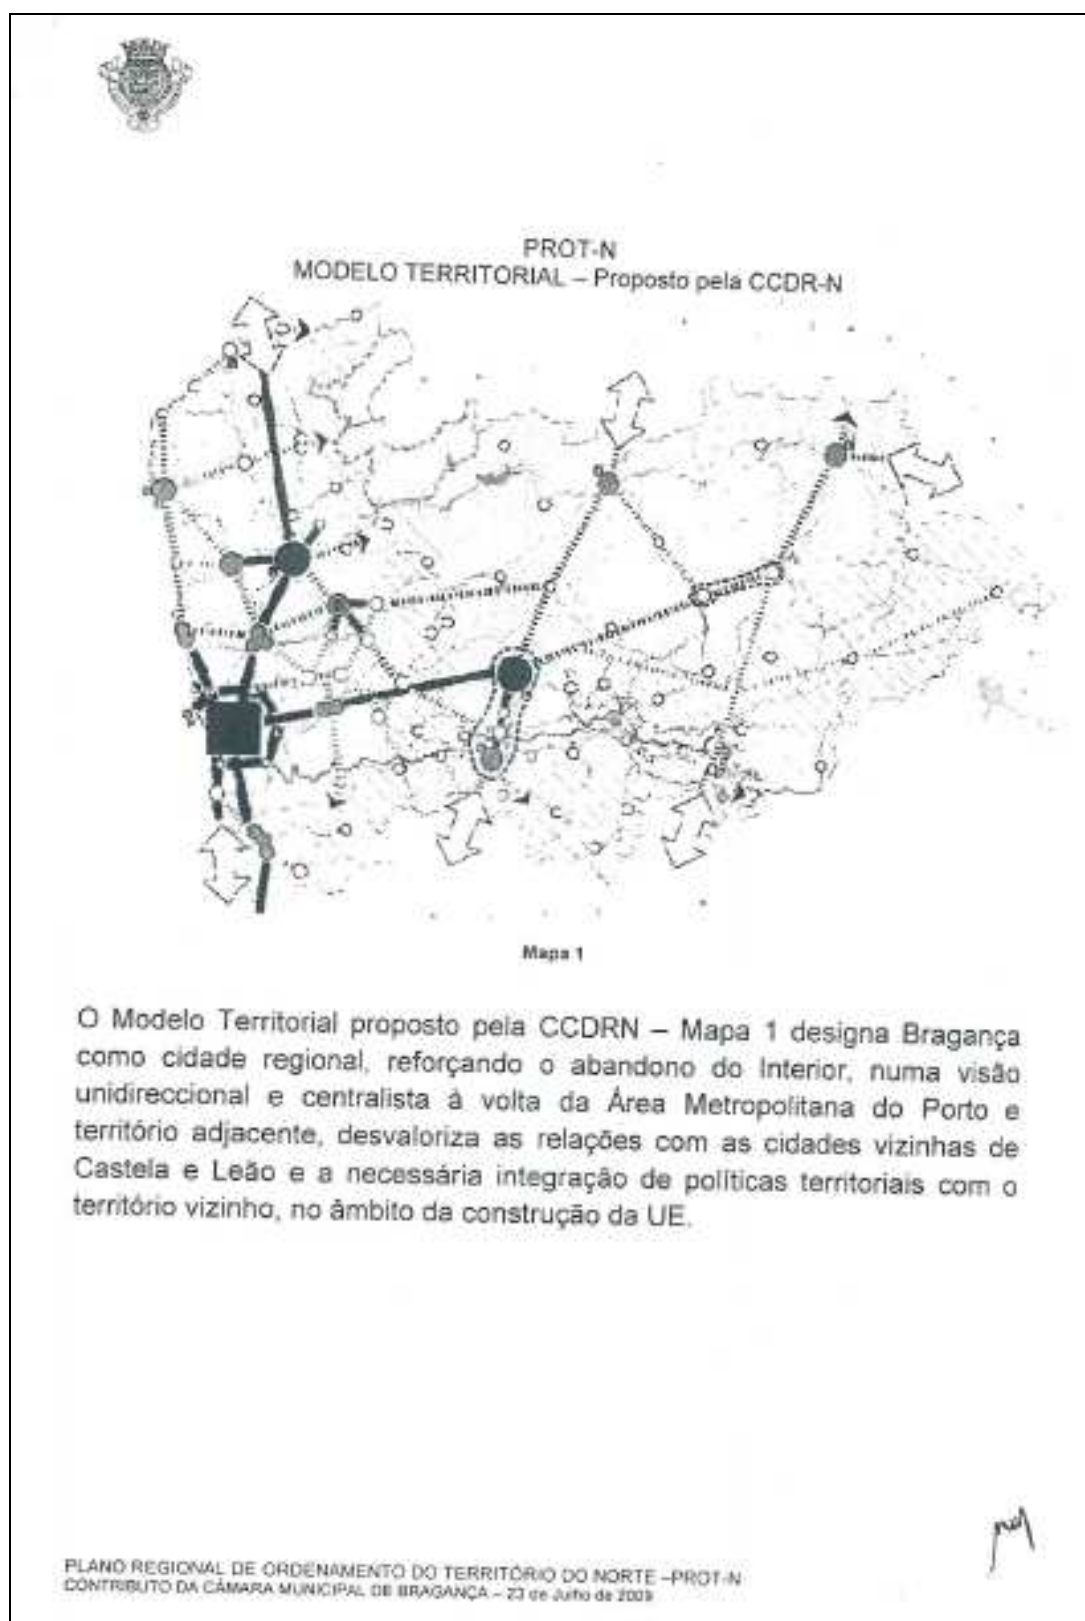 PROT-N
MODELO TERRITORIAL – Proposto pela CCDR-N
Mapa 1
O Modelo Territorial proposto pela CCDRN – Mapa 1 designa Bragança
como cidade regional, reforçando o abandono do Interior, numa visão
unidireccional e centralista à volta da Área Metropolitana do Porto e
território adjacente, desvaloriza as relações com as cidades vizinhas de
Castela e Leão e a necessária integração de políticas territoriais com o
território vizinho, no âmbito da construção da UE.
PLANO REGIONAL DE ORDENAMENTO DO TERRITÓRIO DO NORTE –PROT-N
CONTRIBUTO DA CÂMARA MUNICIPAL DE BRAGANÇA – 23 de Julho de 2009